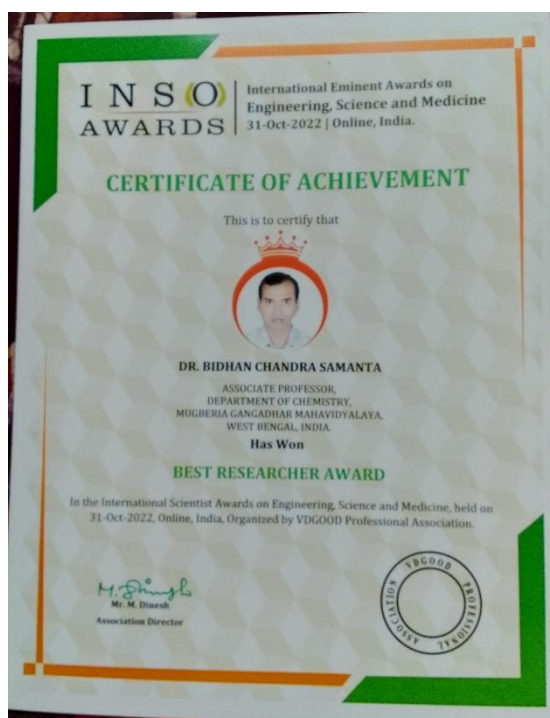 INSO AWARDS
International Eminent Awards on
Engineering, Science and Medicine
31-Oct-2022 | Online, India.
CERTIFICATE OF ACHIEVEMENT
This is to certify that
DR. BIDHAN CHANDRA SAMANTA
ASSOCIATE PROFESSOR,
DEPARTMENT OF CHEMISTRY,
MUGBERIA GANGADHAR MAHAVIDYALAYA,
WEST BENGAL, INDIA.
Has Won
BEST RESEARCHER AWARD
In the International Scientist Awards on Engineering, Science and Medicine, held on
31-Oct-2022, Online, India, Organized by VDGOOD Professional Association.
Mr. M. Dinesh
Association Director
VDGOOD PROFESSIONAL ASSOCIATION